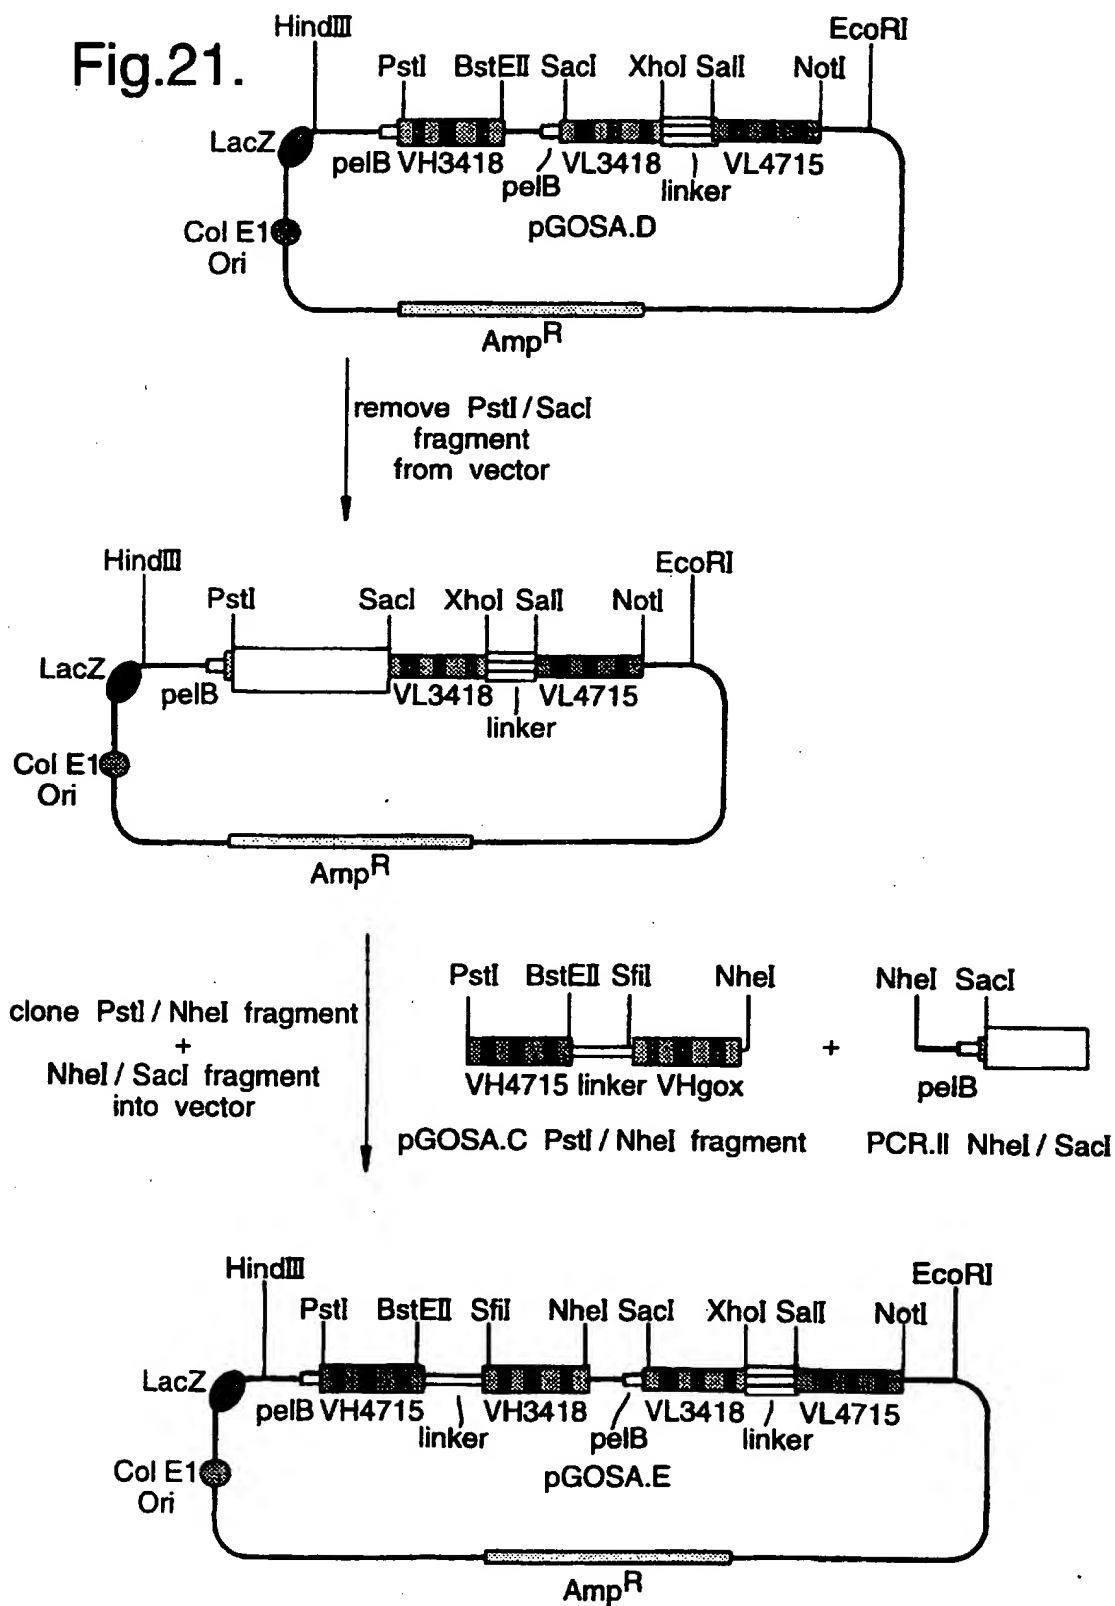 Fig.21.
HindIII
EcoRI
PstI BstEII SacI XhoI SalI NotI
LacZ
pelB VH3418 VL3418 VL4715
pelB linker
Col E1
Ori
pGOSA.D
Amp^R
remove PstI/SacI
fragment
from vector
HindIII EcoRI
PstI SacI XhoI SalI NotI
LacZ
pelB VL3418 VL4715
linker
Col E1
Ori
Amp^R
clone PstI/NheI fragment
+
NheI/SacI fragment
into vector
PstI BstEII SfiI NheI
VH4715 linker VHgox
pGOSA.C PstI/NheI fragment
+
NheI SacI
pelB
PCR.II NheI/SacI
HindIII EcoRI
PstI BstEII SfiI NheI SacI XhoI SalI NotI
LacZ
pelB VH4715 VH3418 VL3418 VL4715
linker pelB linker
Col E1
Ori
pGOSA.E
Amp^R